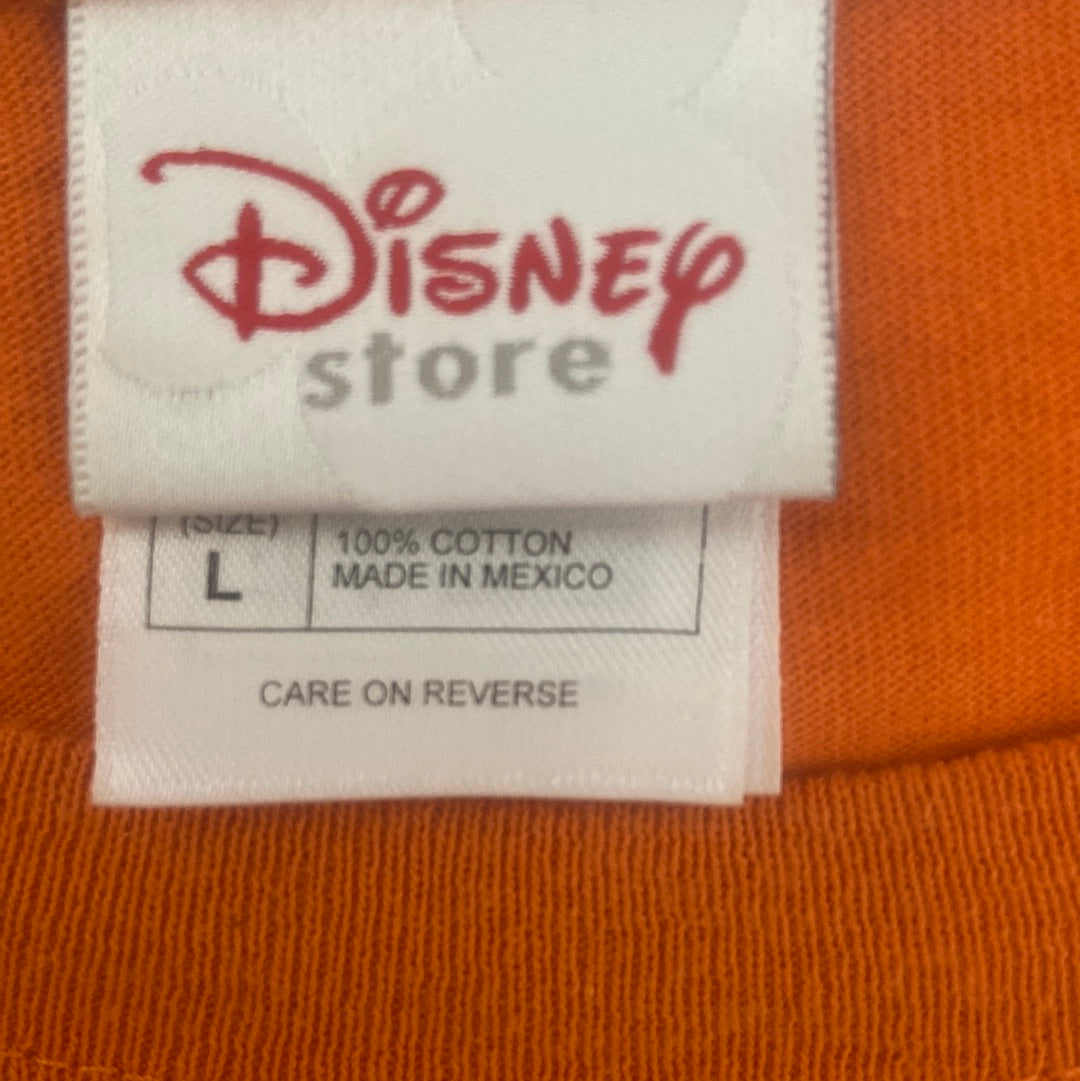 Disney
store
(SIZE)
L
100% COTTON
MADE IN MEXICO
CARE ON REVERSE